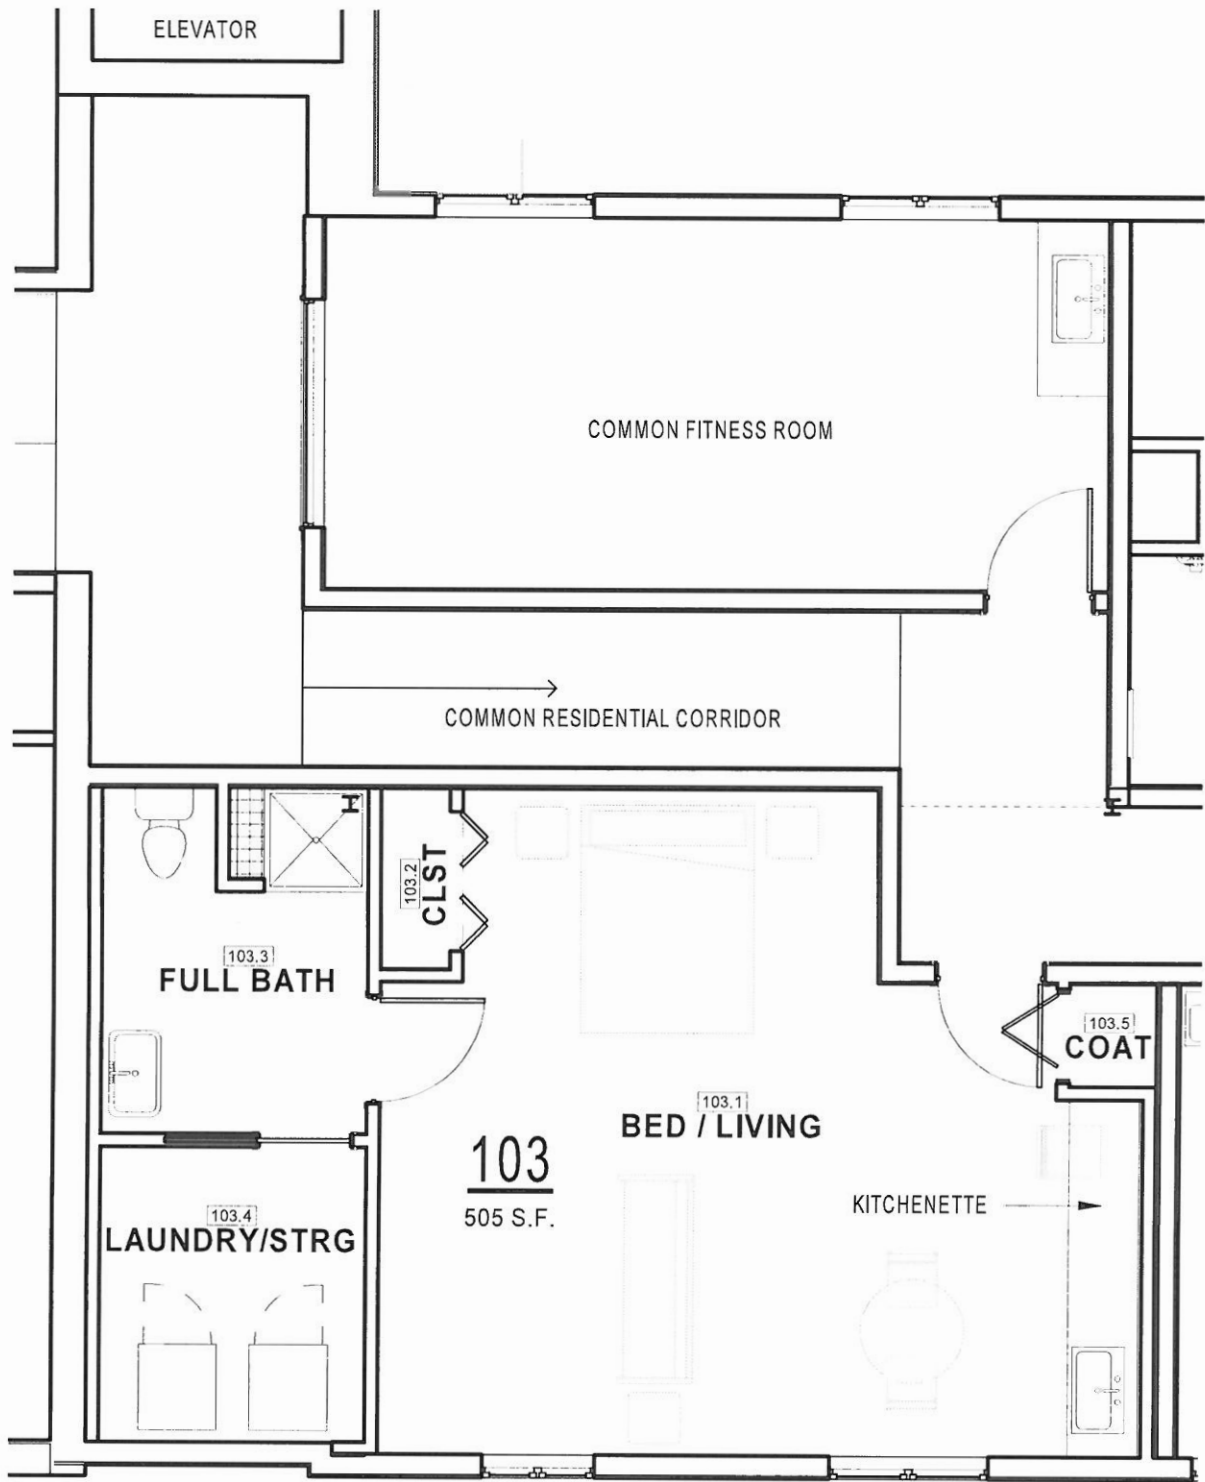 ELEVATOR
COMMON FITNESS ROOM
COMMON RESIDENTIAL CORRIDOR
103.2
CLST
103.3
FULL BATH
103.5
COAT
103.1
BED / LIVING
103
505 S.F.
KITCHENETTE
103.4
LAUNDRY/STRG